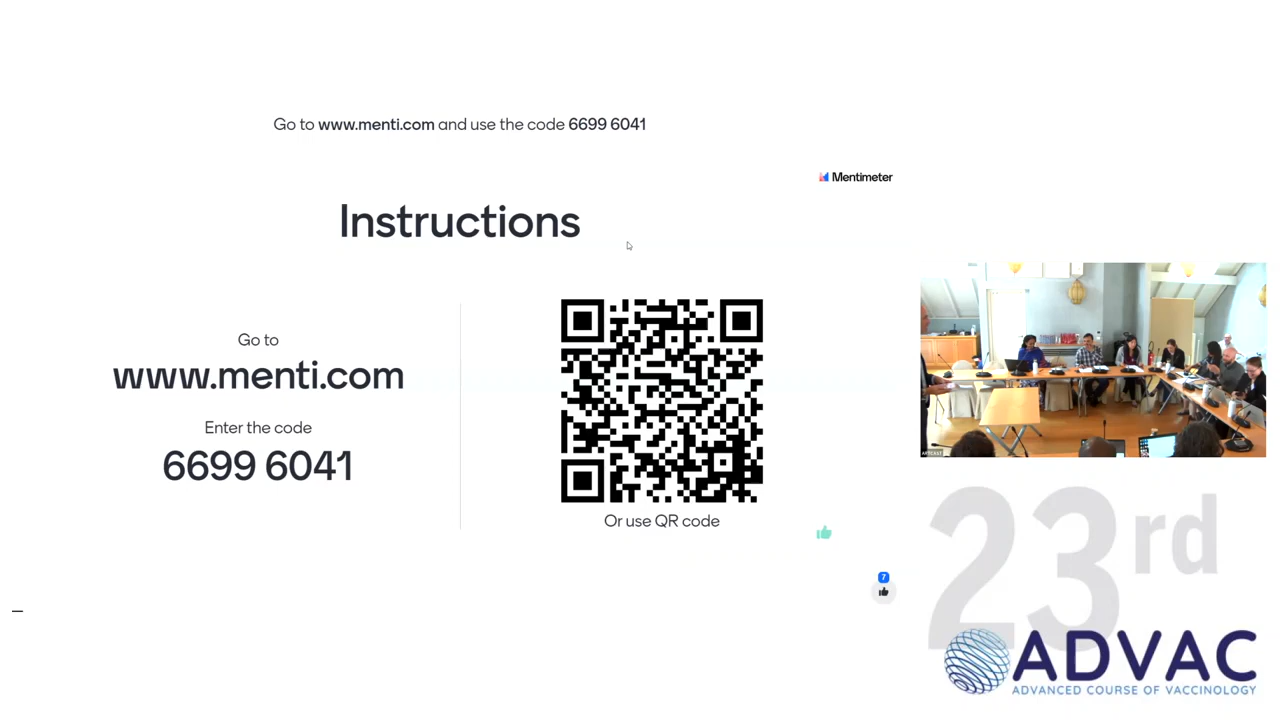 Go to www.menti.com and use the code 6699 6041
Mentimeter
Instructions
Go to
www.menti.com
Enter the code
6699 6041
Or use QR code
7
23rd
ADVAC
ADVANCED COURSE OF VACCINOLOGY